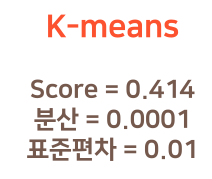 K-means
Score = 0.414
분산 = 0.0001
표준편차 = 0.01